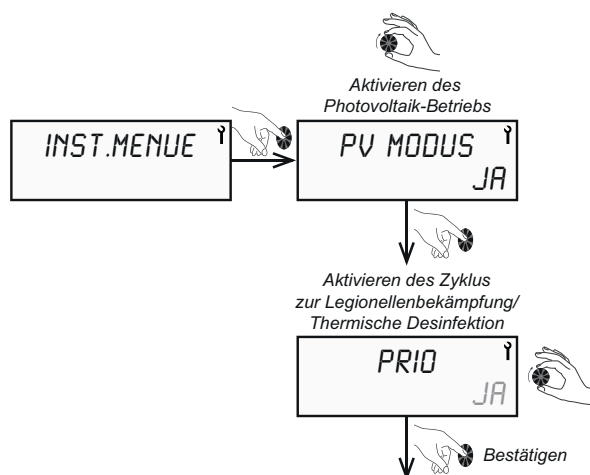 Aktivieren des
Photovoltaik-Betriebs
INST.MENUE
PV MODUS
JA
Aktivieren des Zyklus
zur Legionellenbekämpfung/
Thermische Desinfektion
PRIO
JA
Bestätigen